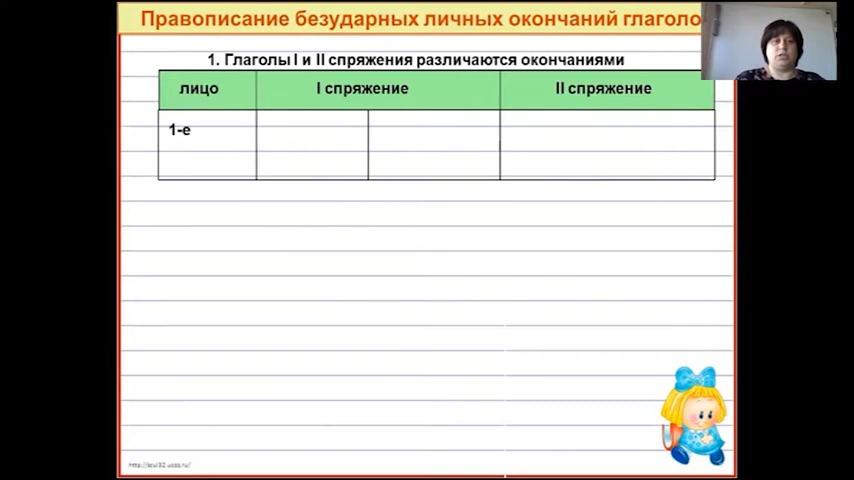 Правописание безударных личных окончаний глаголо
1. Глаголы I и II спряжения различаются окончаниями
лицо I спряжение II спряжение
1-е